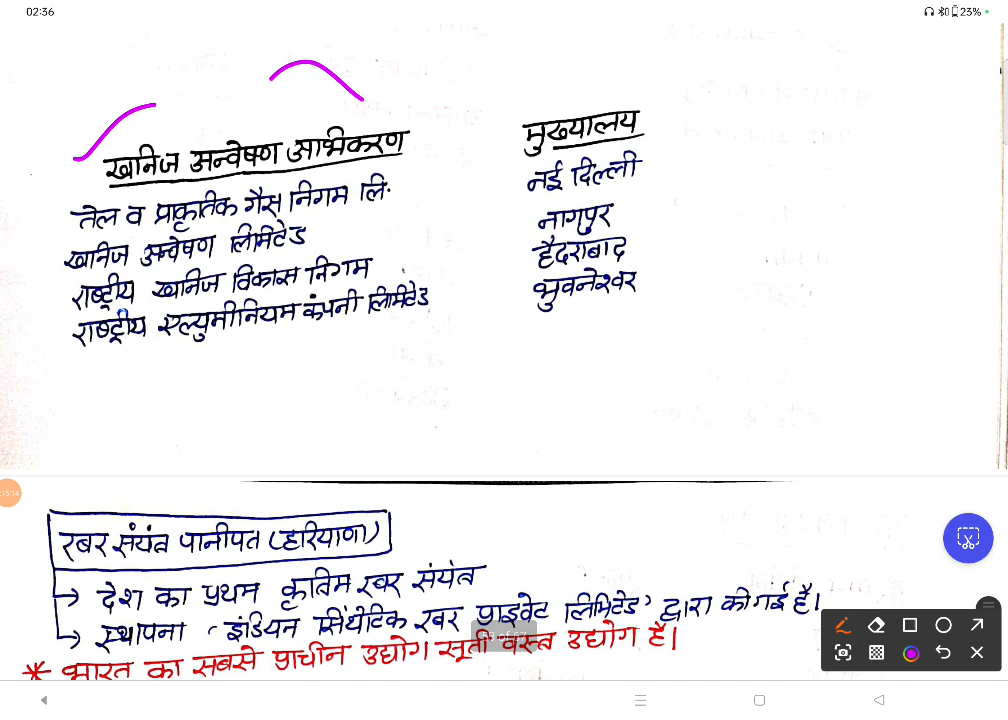 02:36
23%
खनिज अन्वेषण अभिकरण मुख्यालय
तेल व प्राकृतिक गैस निगम लि. नई दिल्ली
खनिज अन्वेषण लिमिटेड नागपुर
राष्ट्रीय खनिज विकास निगम हैदराबाद
राष्ट्रीय एल्युमीनियम कंपनी लिमिटेड भुवनेश्वर
15:14
रबर संयंत्र पानीपत (हरियाणा)
→ देश का प्रथम कृत्रिम रबर संयंत्र
→ स्थापना 'इंडियन सिंथेटिक रबर प्राइवेट लिमिटेड' द्वारा की गई है।
* भारत का सबसे प्राचीन उद्योग सूती वस्त्र उद्योग है।